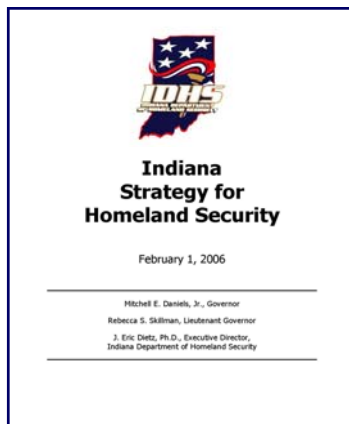 IDHS
Indiana
Strategy for
Homeland Security
February 1, 2006
Mitchell E. Daniels, Jr., Governor
Rebecca S. Skillman, Lieutenant Governor
J. Eric Dietz, Ph.D., Executive Director,
Indiana Department of Homeland Security